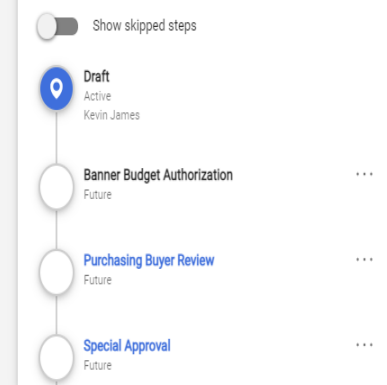 Show skipped steps
Draft
Active
Kevin James
Banner Budget Authorization
Future
Purchasing Buyer Review
Future
Special Approval
Future